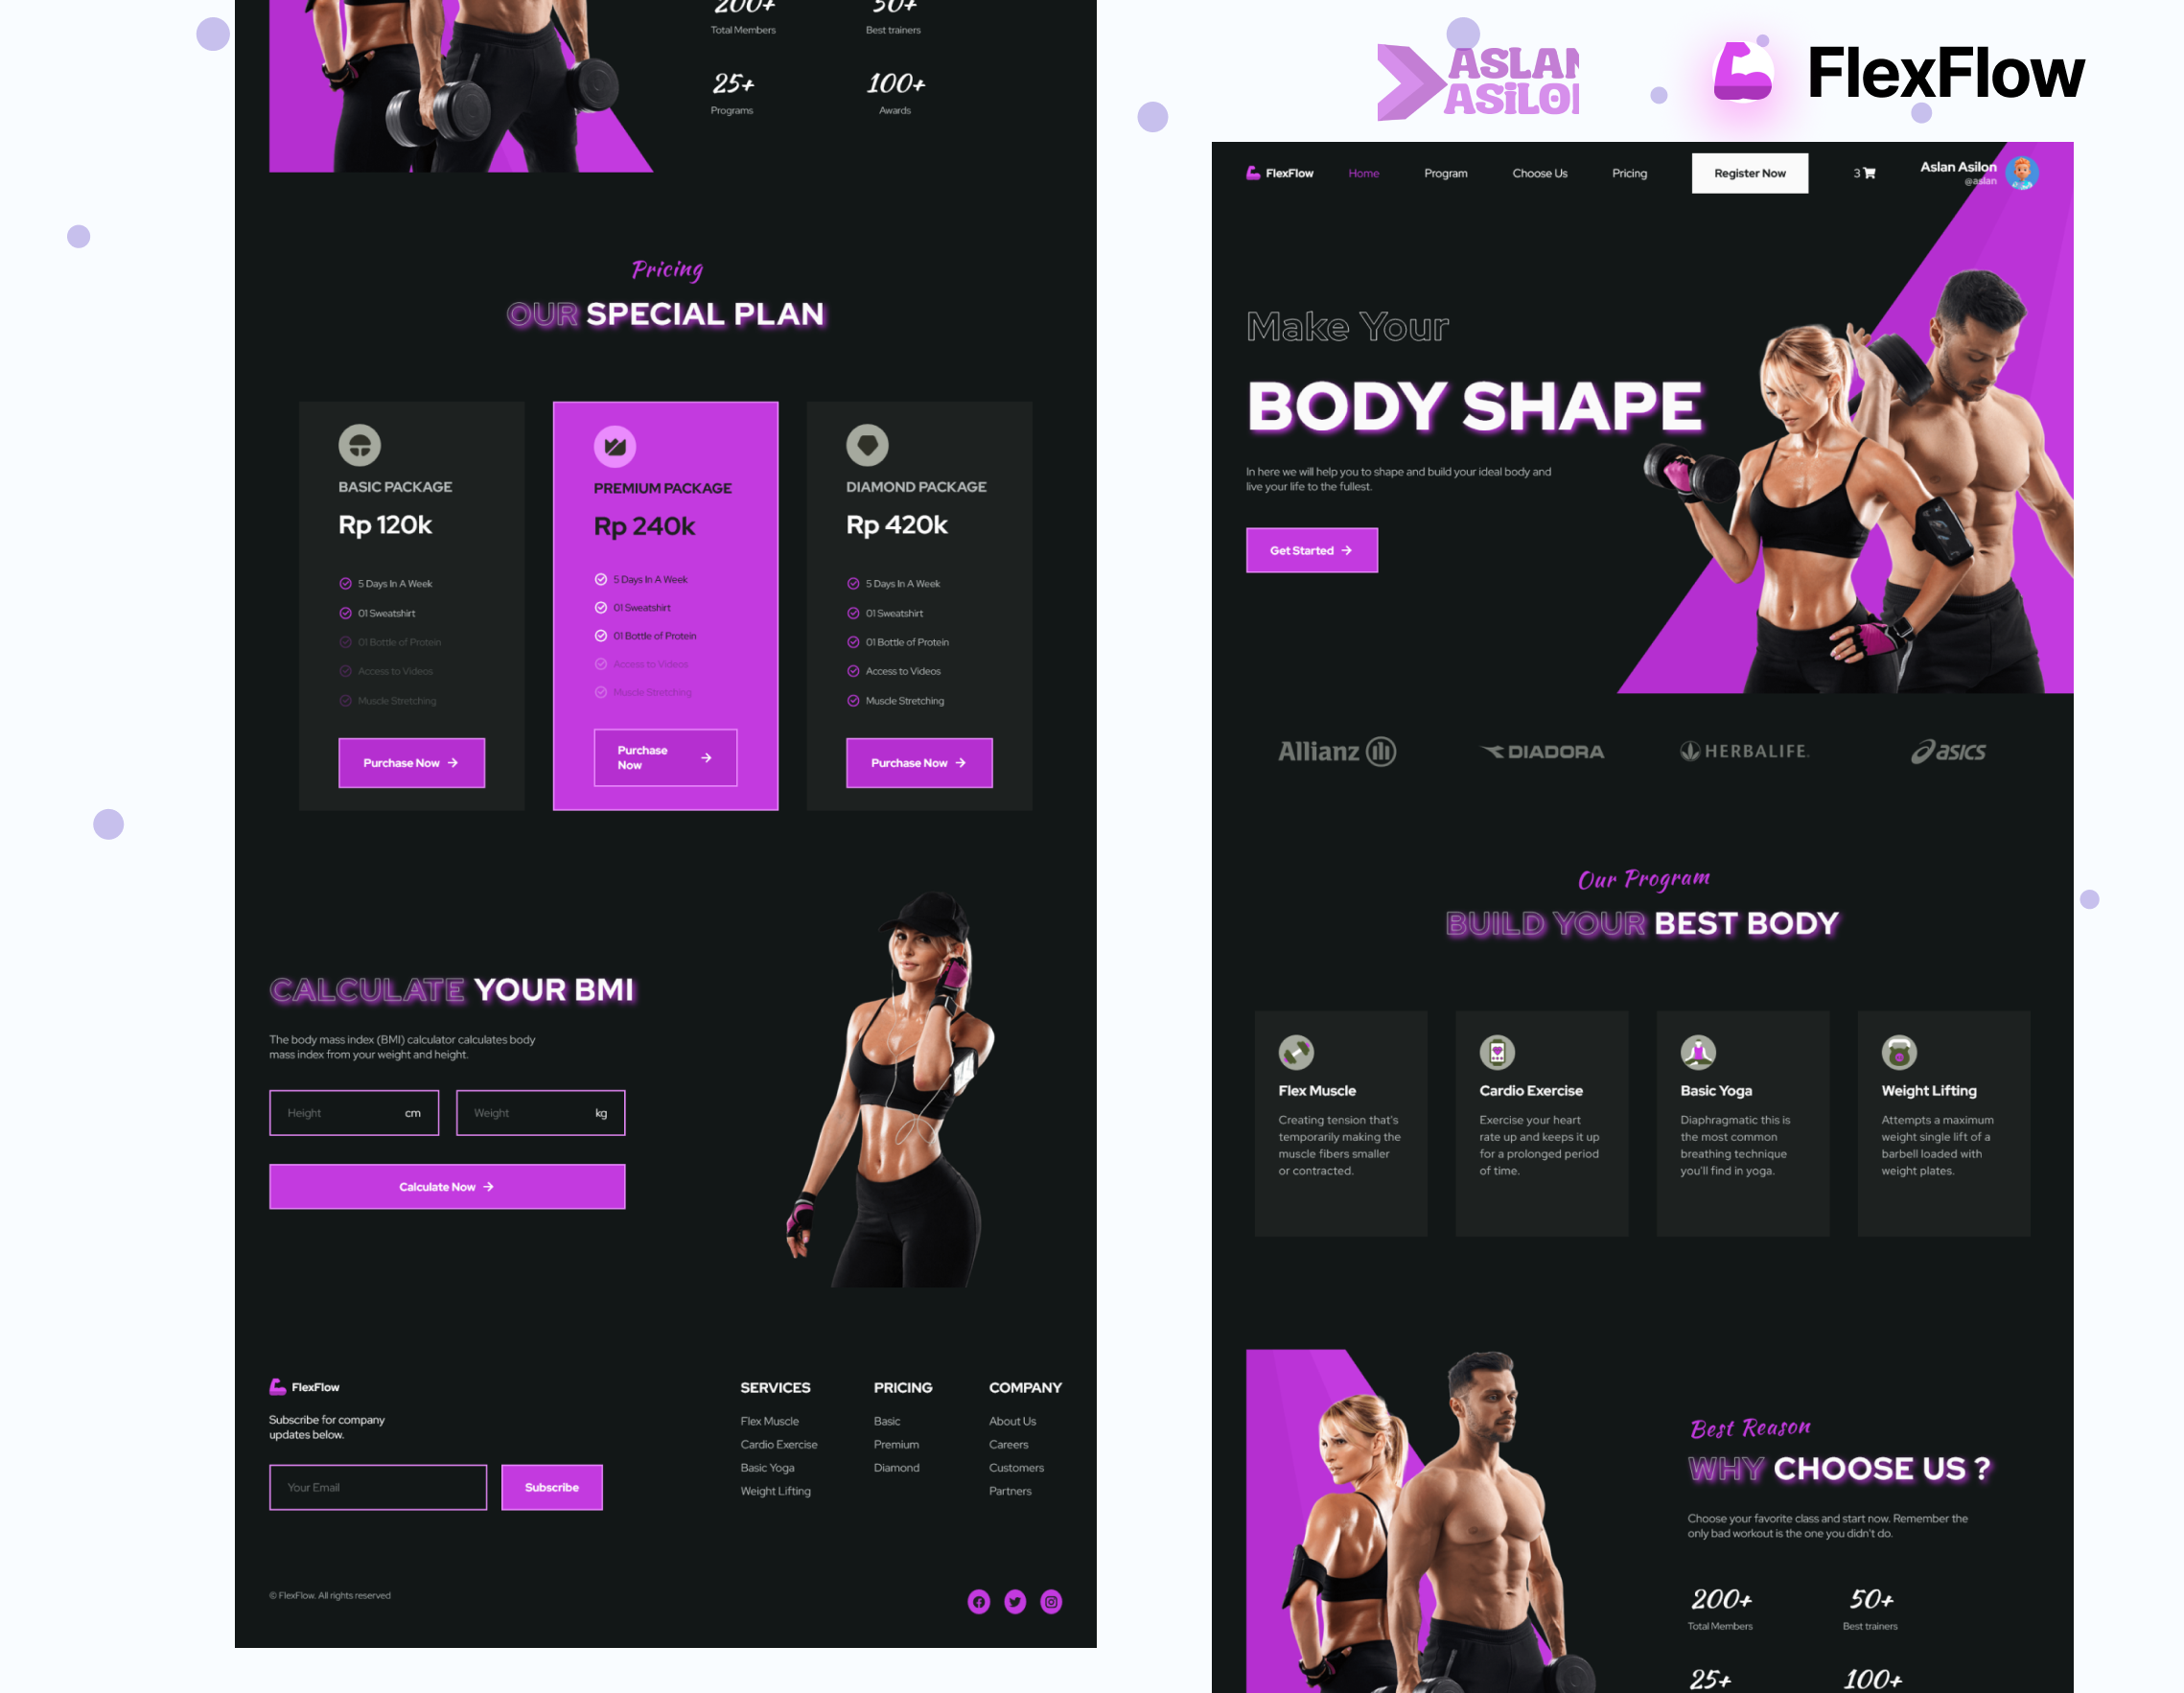 200+
50+
Total Members
Best trainers
25+
100+
Programs
Awards
Pricing
OUR SPECIAL PLAN
BASIC PACKAGE
Rp 120k
5 Days In A Week
01 Sweatshirt
01 Bottle of Protein
Access to Videos
Muscle Stretching
Purchase Now
PREMIUM PACKAGE
Rp 240k
5 Days In A Week
01 Sweatshirt
01 Bottle of Protein
Access to Videos
Muscle Stretching
Purchase
Now
DIAMOND PACKAGE
Rp 420k
5 Days In A Week
01 Sweatshirt
01 Bottle of Protein
Access to Videos
Muscle Stretching
Purchase Now
CALCULATE YOUR BMI
The body mass index (BMI) calculator calculates body
mass index from your weight and height.
Height cm
Weight kg
Calculate Now
FlexFlow
Subscribe for company
updates below.
Your Email
Subscribe
SERVICES
Flex Muscle
Cardio Exercise
Basic Yoga
Weight Lifting
PRICING
Basic
Premium
Diamond
COMPANY
About Us
Careers
Customers
Partners
© FlexFlow. All rights reserved
ASLAN
ASiLO
FlexFlow
FlexFlow
Home
Program
Choose Us
Pricing
Register Now
3
Aslan Asilon
@aslan
Make Your
BODY SHAPE
In here we will help you to shape and build your ideal body and
live your life to the fullest.
Get Started
Allianz
DIADORA
HERBALIFE.
asics
Our Program
BUILD YOUR BEST BODY
Flex Muscle
Creating tension that's
temporarily making the
muscle fibers smaller
or contracted.
Cardio Exercise
Exercise your heart
rate up and keeps it up
for a prolonged period
of time.
Basic Yoga
Diaphragmatic this is
the most common
breathing technique
you'll find in yoga.
Weight Lifting
Attempts a maximum
weight single lift of a
barbell loaded with
weight plates.
Best Reason
WHY CHOOSE US ?
Choose your favorite class and start now. Remember the
only bad workout is the one you didn't do.
200+
50+
Total Members
Best trainers
25+
100+